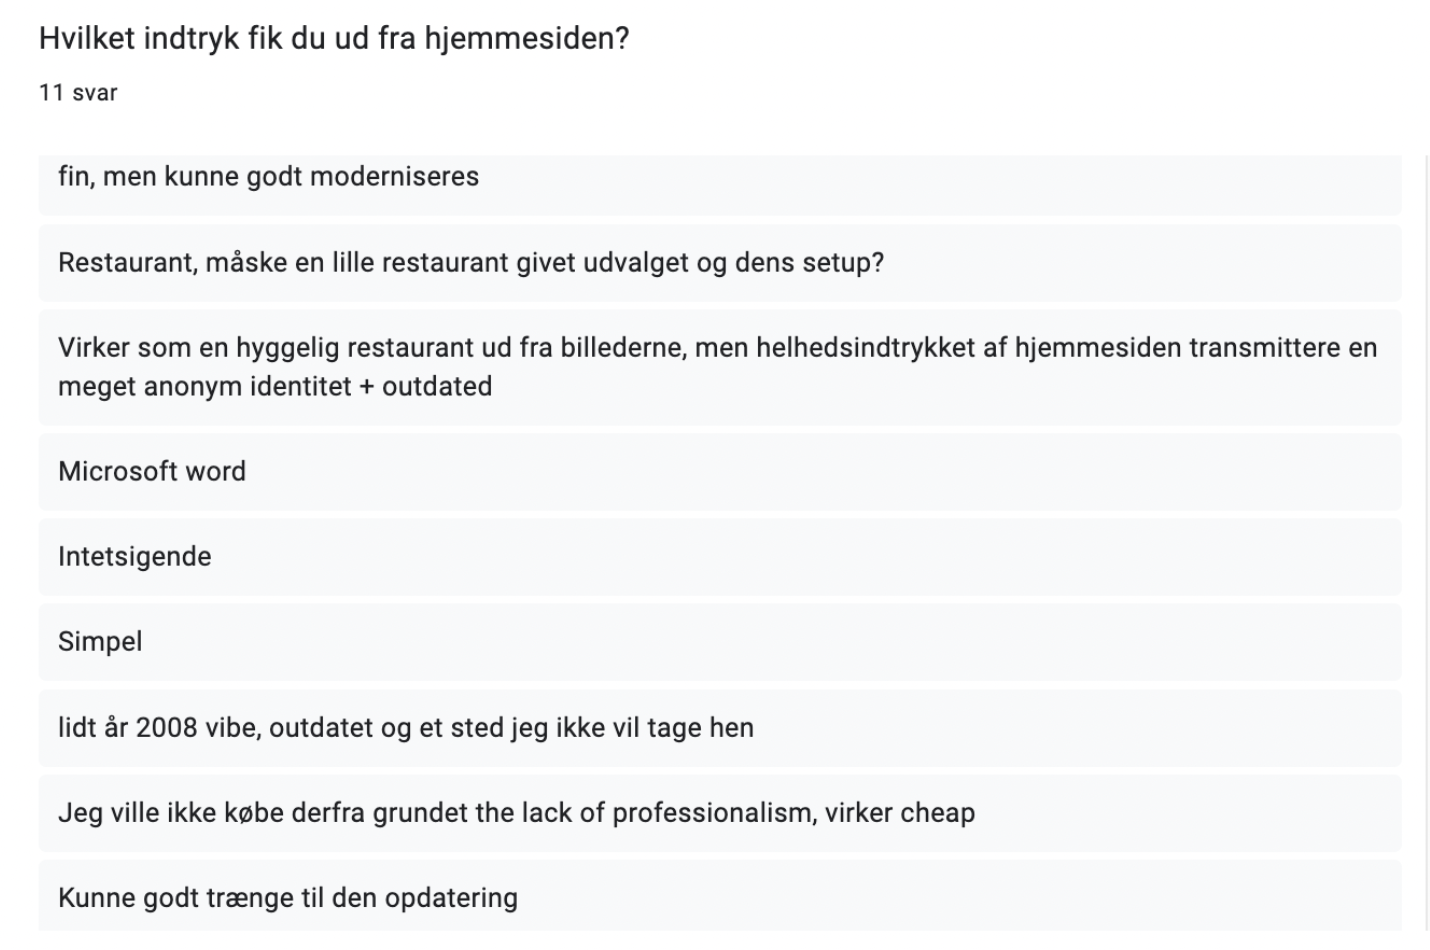 Hvilket indtryk fik du ud fra hjemmesiden?
11 svar
fin, men kunne godt moderniseres
Restaurant, måske en lille restaurant givet udvalget og dens setup?
Virker som en hyggelig restaurant ud fra billederne, men helhedsindtrykket af hjemmesiden transmittere en
meget anonym identitet + outdated
Microsoft word
Intetsigende
Simpel
lidt år 2008 vibe, outdatet og et sted jeg ikke vil tage hen
Jeg ville ikke købe derfra grundet the lack of professionalism, virker cheap
Kunne godt trænge til den opdatering